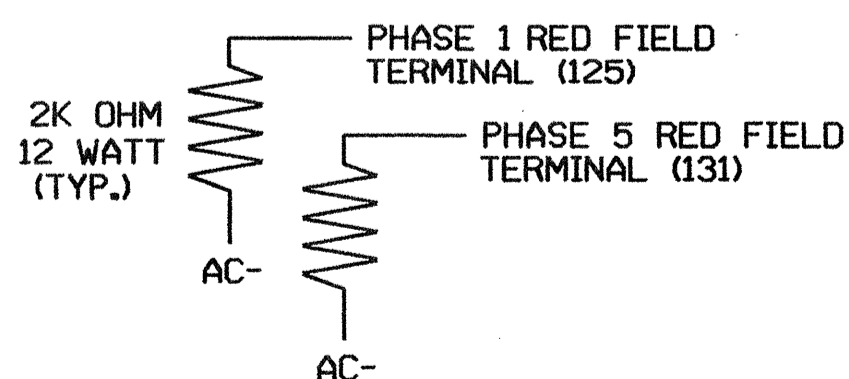 PHASE 1 RED FIELD
TERMINAL (125)
2K OHM
12 WATT
(TYP.)
PHASE 5 RED FIELD
TERMINAL (131)
AC-
AC-